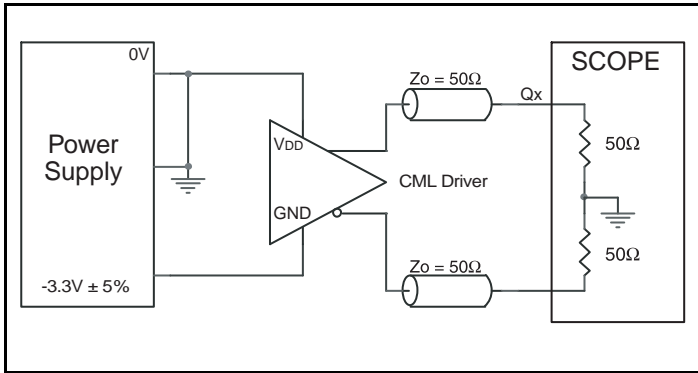 0V
SCOPE
Zo = 50Ω
Qx
Power
Supply
VDD
50Ω
CML Driver
GND
Zo = 50Ω
50Ω
-3.3V ± 5%